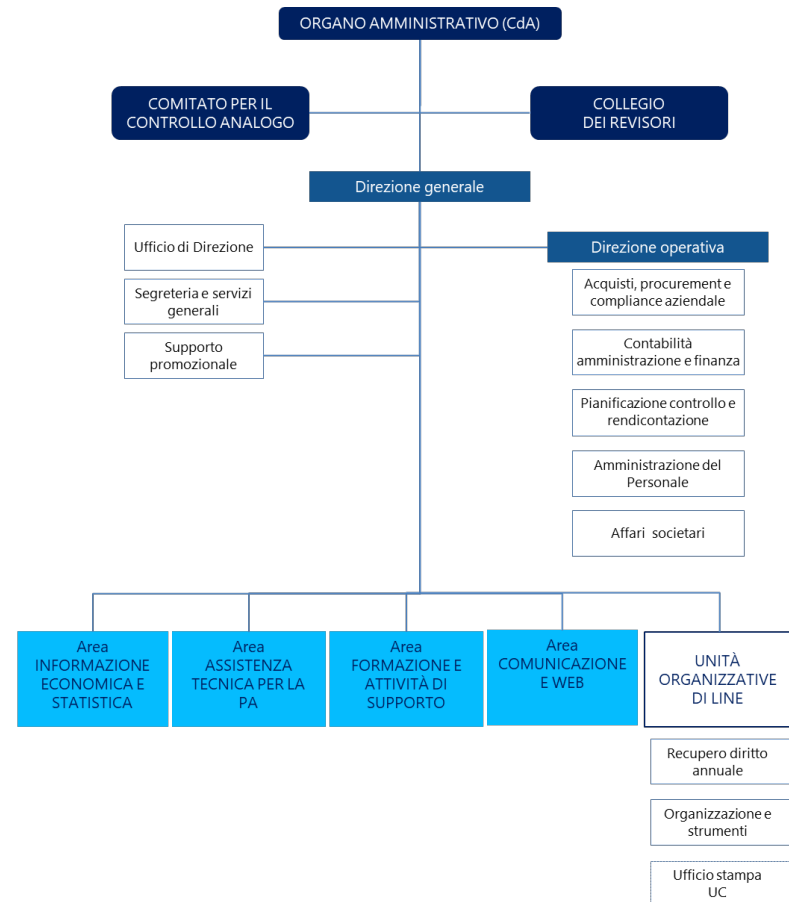 ORGANO AMMINISTRATIVO (CdA)
COMITATO PER IL
CONTROLLO ANALOGO
COLLEGIO
DEI REVISORI
Direzione generale
Ufficio di Direzione
Segreteria e servizi
generali
Supporto
promozionale
Direzione operativa
Acquisti, procurement e
compliance aziendale
Contabilità
amministrazione e finanza
Pianificazione controllo e
rendicontazione
Amministrazione del
Personale
Affari societari
Area
INFORMAZIONE
ECONOMICA E
STATISTICA
Area
ASSISTENZA
TECNICA PER LA
PA
Area
FORMAZIONE E
ATTIVITÀ DI
SUPPORTO
Area
COMUNICAZIONE
E WEB
UNITÀ
ORGANIZZATIVE
DI LINE
Recupero diritto
annuale
Organizzazione e
strumenti
Ufficio stampa
UC